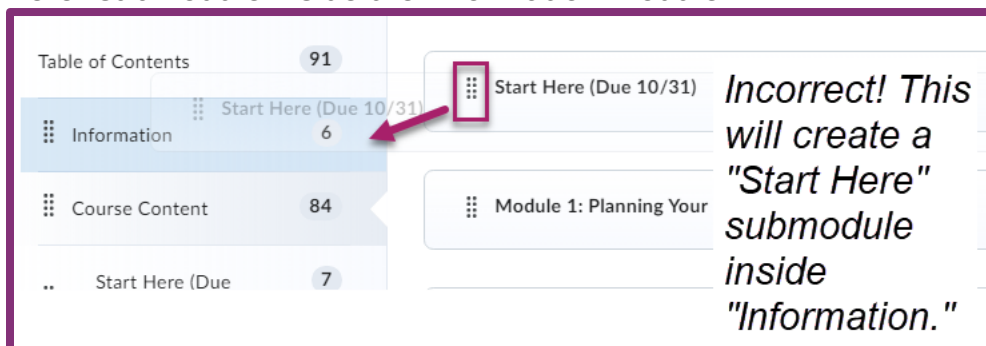 Table of Contents 91
Start Here (Due 10/31)
Information 6
Course Content 84
Start Here (Due 7
Start Here (Due 10/31)
Module 1: Planning Your
Incorrect! This
will create a
"Start Here"
submodule
inside
"Information."